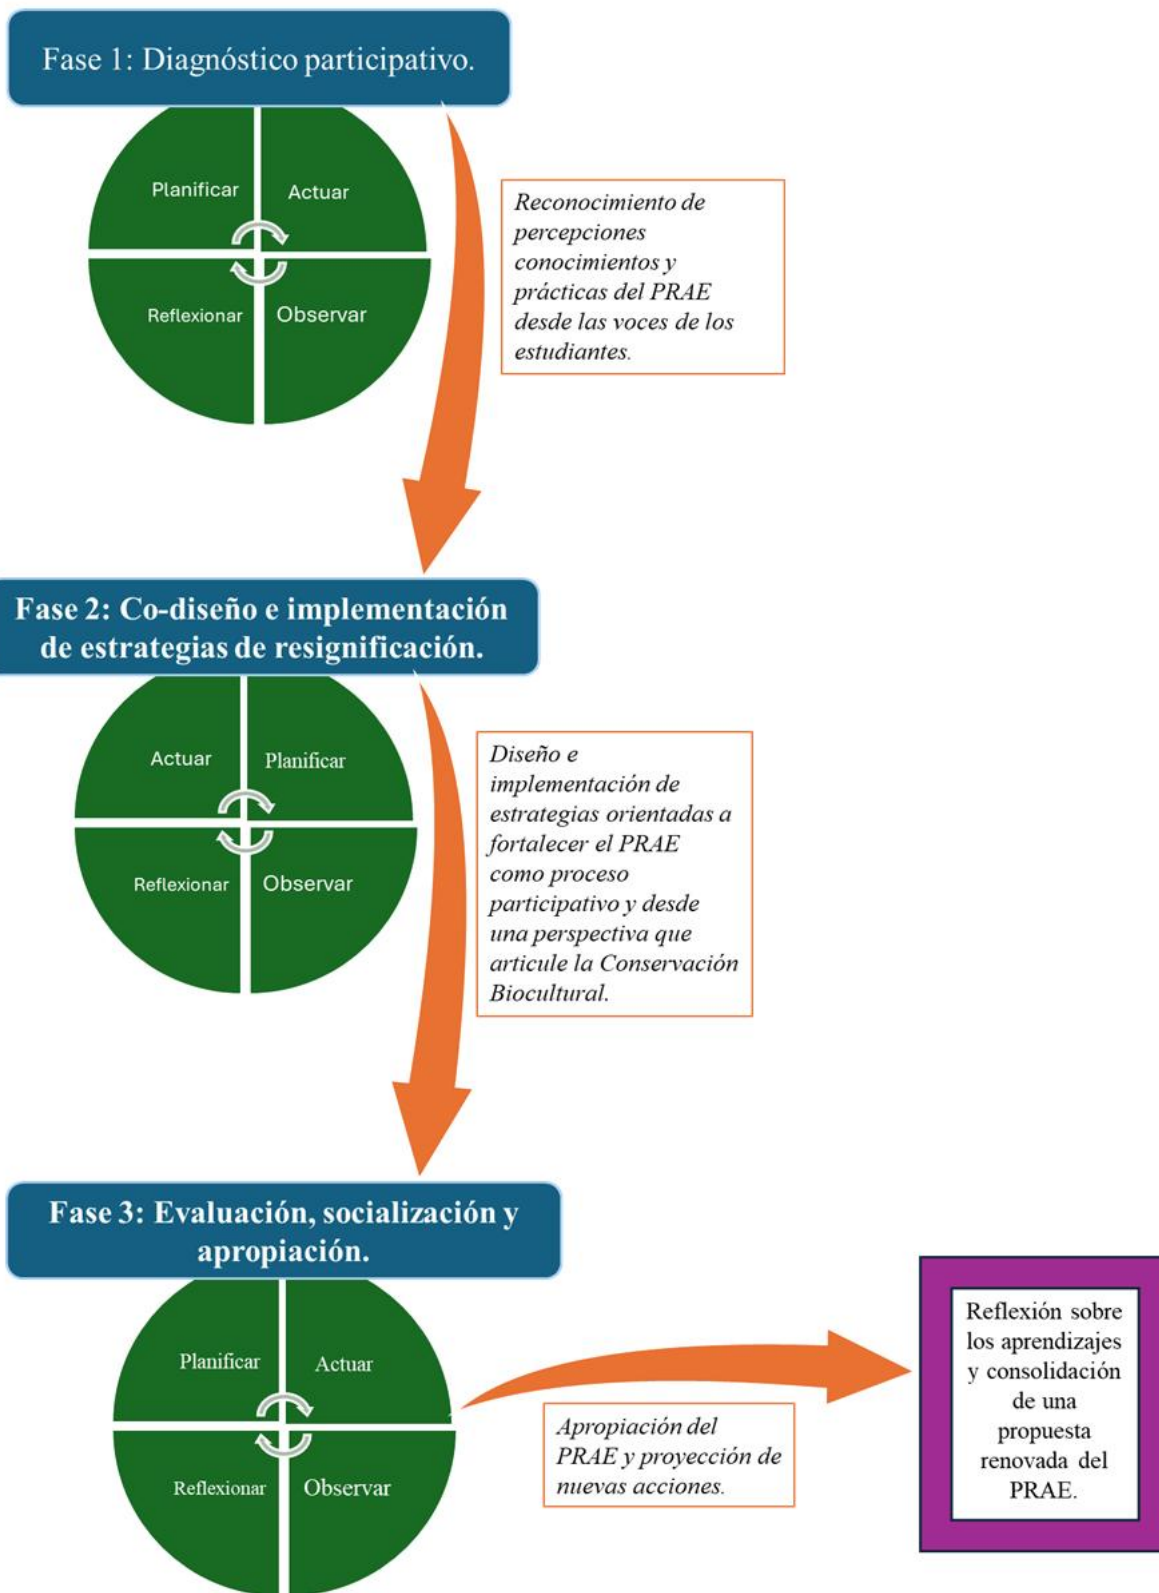 Fase 1: Diagnóstico participativo.
Planificar
Actuar
Reflexionar
Observar
Reconocimiento de
percepciones
conocimientos y
prácticas del PRAE
desde las voces de los
estudiantes.
Fase 2: Co-diseño e implementación
de estrategias de resignificación.
Actuar
Planificar
Reflexionar
Observar
Diseño e
implementación de
estrategias orientadas a
fortalecer el PRAE
como proceso
participativo y desde
una perspectiva que
articule la Conservación
Biocultural.
Fase 3: Evaluación, socialización y
apropiación.
Planificar
Actuar
Reflexionar
Observar
Apropiación del
PRAE y proyección de
nuevas acciones.
Reflexión sobre
los aprendizajes
y consolidación
de una
propuesta
renovada del
PRAE.